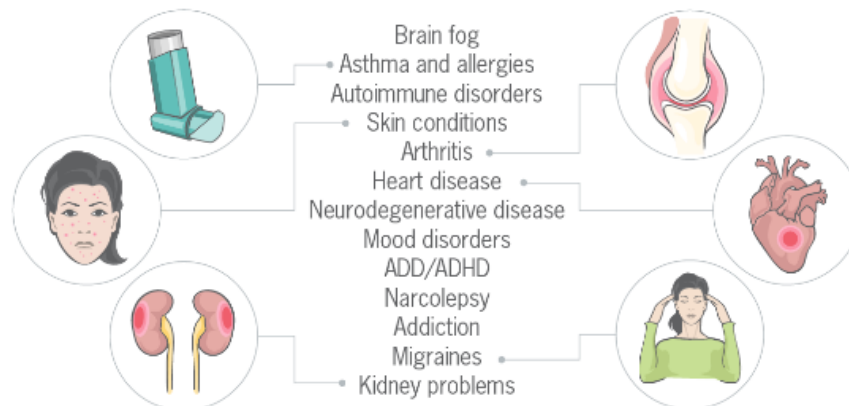 Brain fog
Asthma and allergies
Autoimmune disorders
Skin conditions
Arthritis
Heart disease
Neurodegenerative disease
Mood disorders
ADD/ADHD
Narcolepsy
Addiction
Migraines
Kidney problems